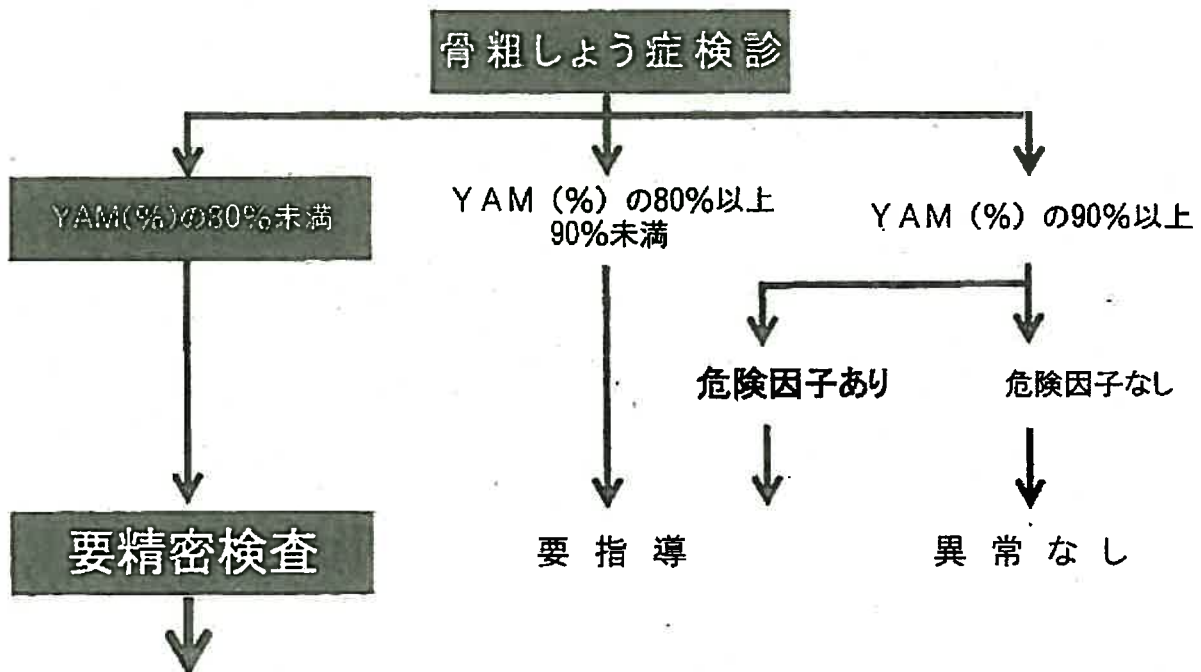 骨粗しょう症検診
YAM(%)の80%未満
YAM(%)の80%以上
90%未満
YAM(%)の90%以上
危険因子あり
危険因子なし
要精密検査
要指導
異常なし